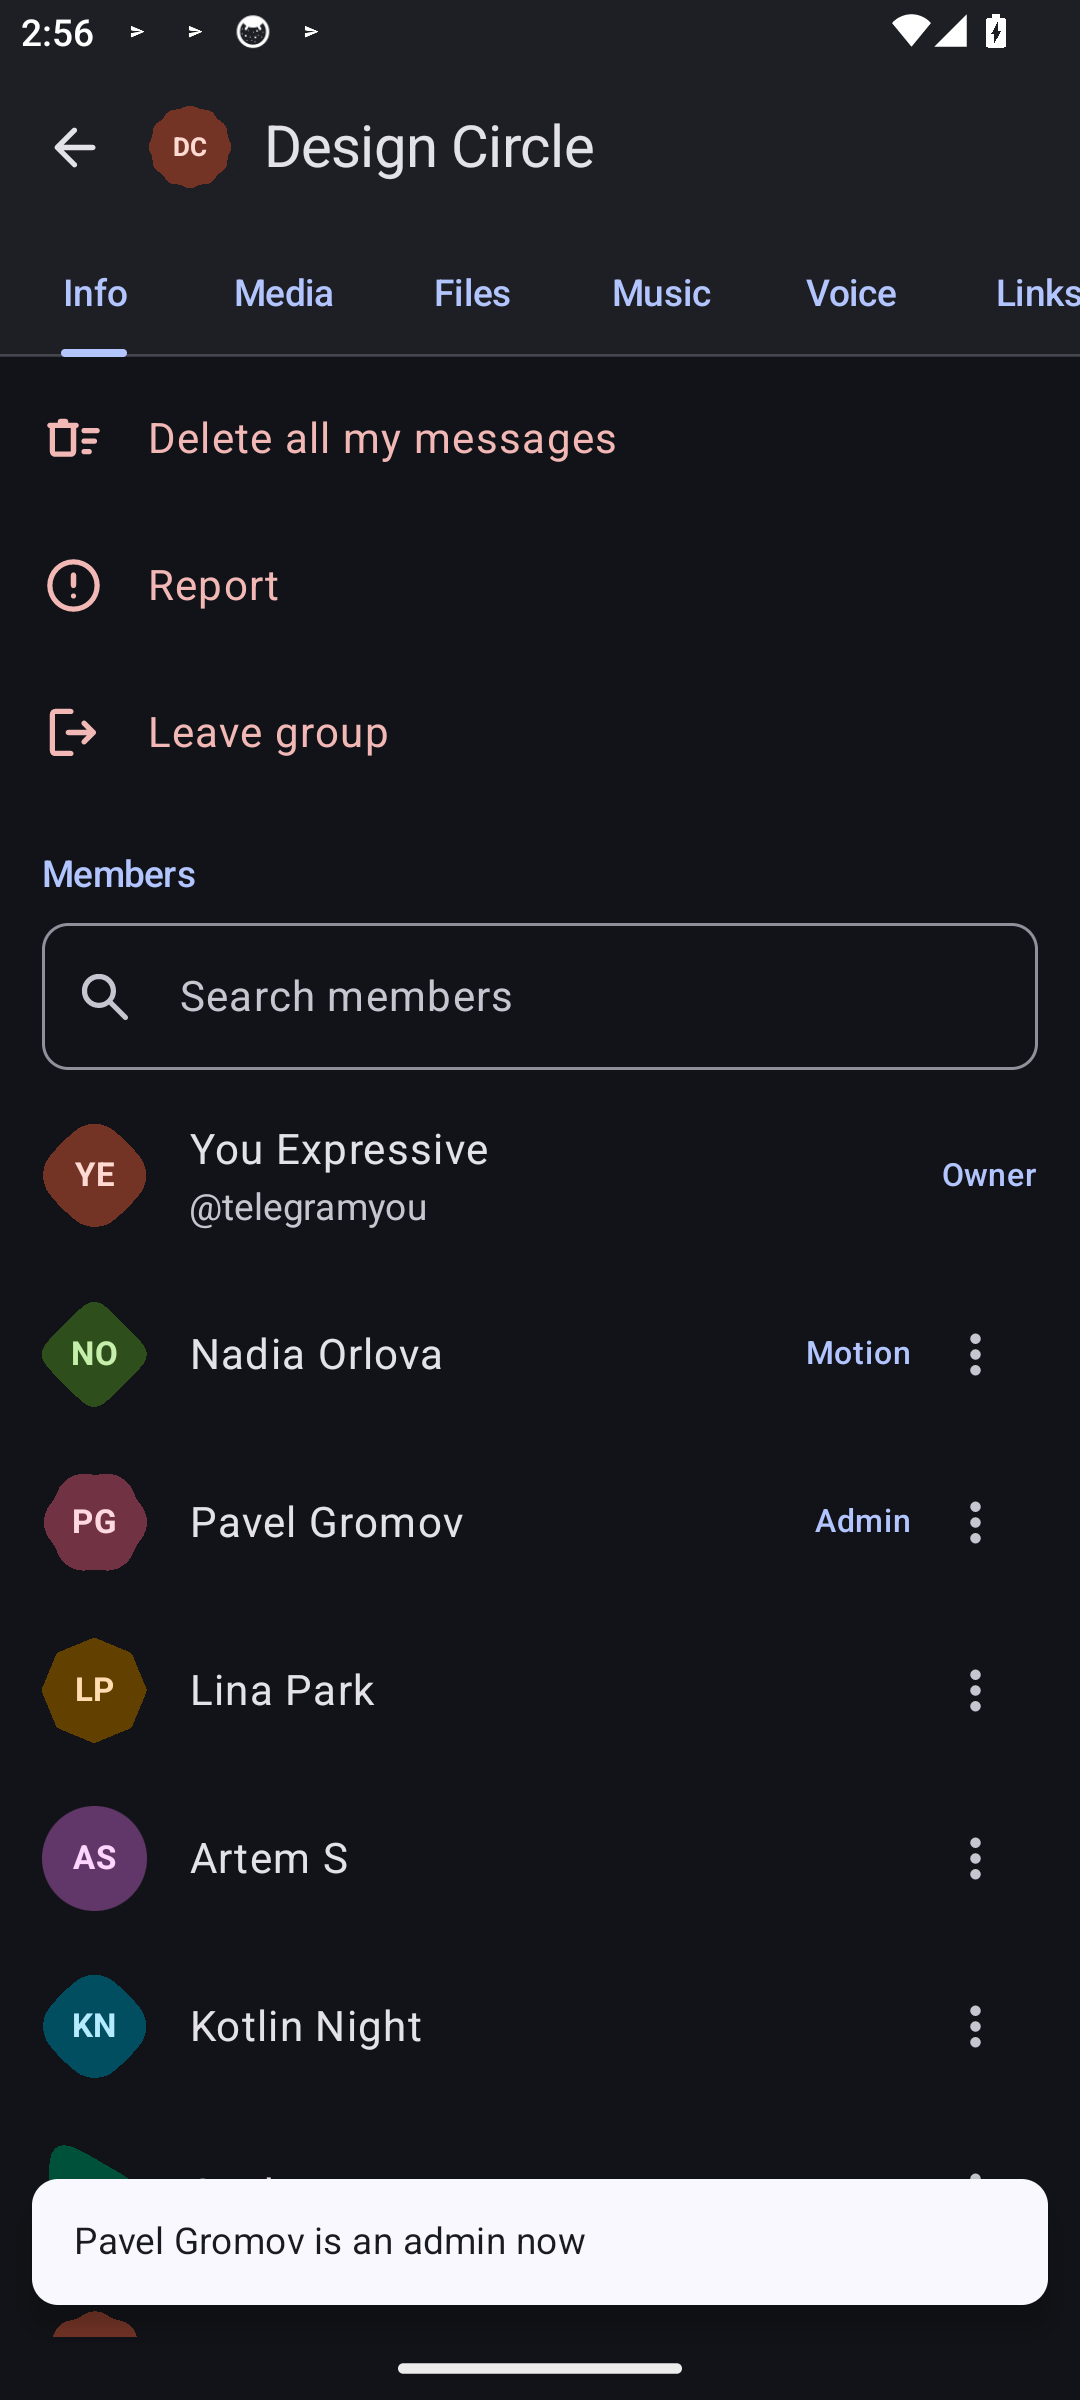 2:56
DC
Design Circle
Info Media Files Music Voice Links
Delete all my messages
Report
Leave group
Members
Search members
YE
You Expressive
@telegramyou
Owner
NO
Nadia Orlova
Motion
PG
Pavel Gromov
Admin
LP
Lina Park
AS
Artem S
KN
Kotlin Night
Pavel Gromov is an admin now